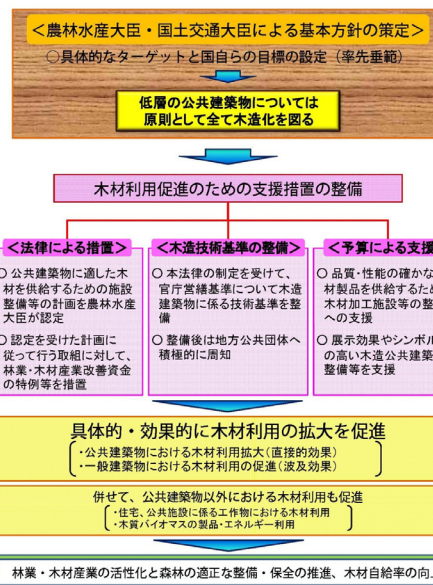 ＜農林水産大臣・国土交通大臣による基本方針の策定＞
○具体的なターゲットと国自らの目標の設定（率先垂範）
低層の公共建築物については
原則として全て木造化を図る
木材利用促進のための支援措置の整備
＜法律による措置＞
○ 公共建築物に適した木
材を供給するための施設
整備等の計画を農林水産
大臣が認定
○ 認定を受けた計画に
従って行う取組に対して、
林業・木材産業改善資金
の特例等を措置
＜木造技術基準の整備＞
○ 本法律の制定を受けて、
官庁営繕基準について木造
建築物に係る技術基準を整
備
○ 整備後は地方公共団体へ
積極的に周知
＜予算による支援
○ 品質・性能の確かな
材製品を供給するため
木材加工施設等の整
への支援
○ 展示効果やシンボル
の高い木造公共建築
整備等を支援
具体的・効果的に木材利用の拡大を促進
・公共建築物における木材利用拡大（直接的効果）
・一般建築物における木材利用の促進（波及効果）
併せて、公共建築物以外における木材利用も促進
・住宅、公共施設に係る工作物における木材利用
・木質バイオマスの製品・エネルギー利用
林業・木材産業の活性化と森林の適正な整備・保全の推進、木材自給率の向